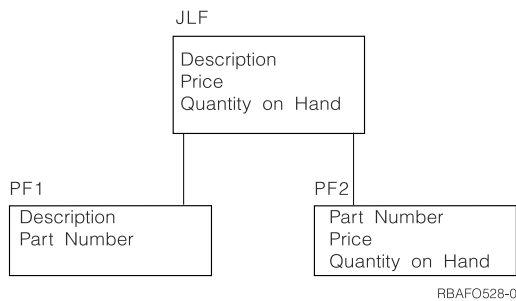 JLF
Description
Price
Quantity on Hand
PF1
Description
Part Number
PF2
Part Number
Price
Quantity on Hand
RBAFO528-0